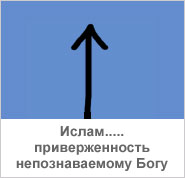 Ислам.....
приверженность
непознаваемому Богу